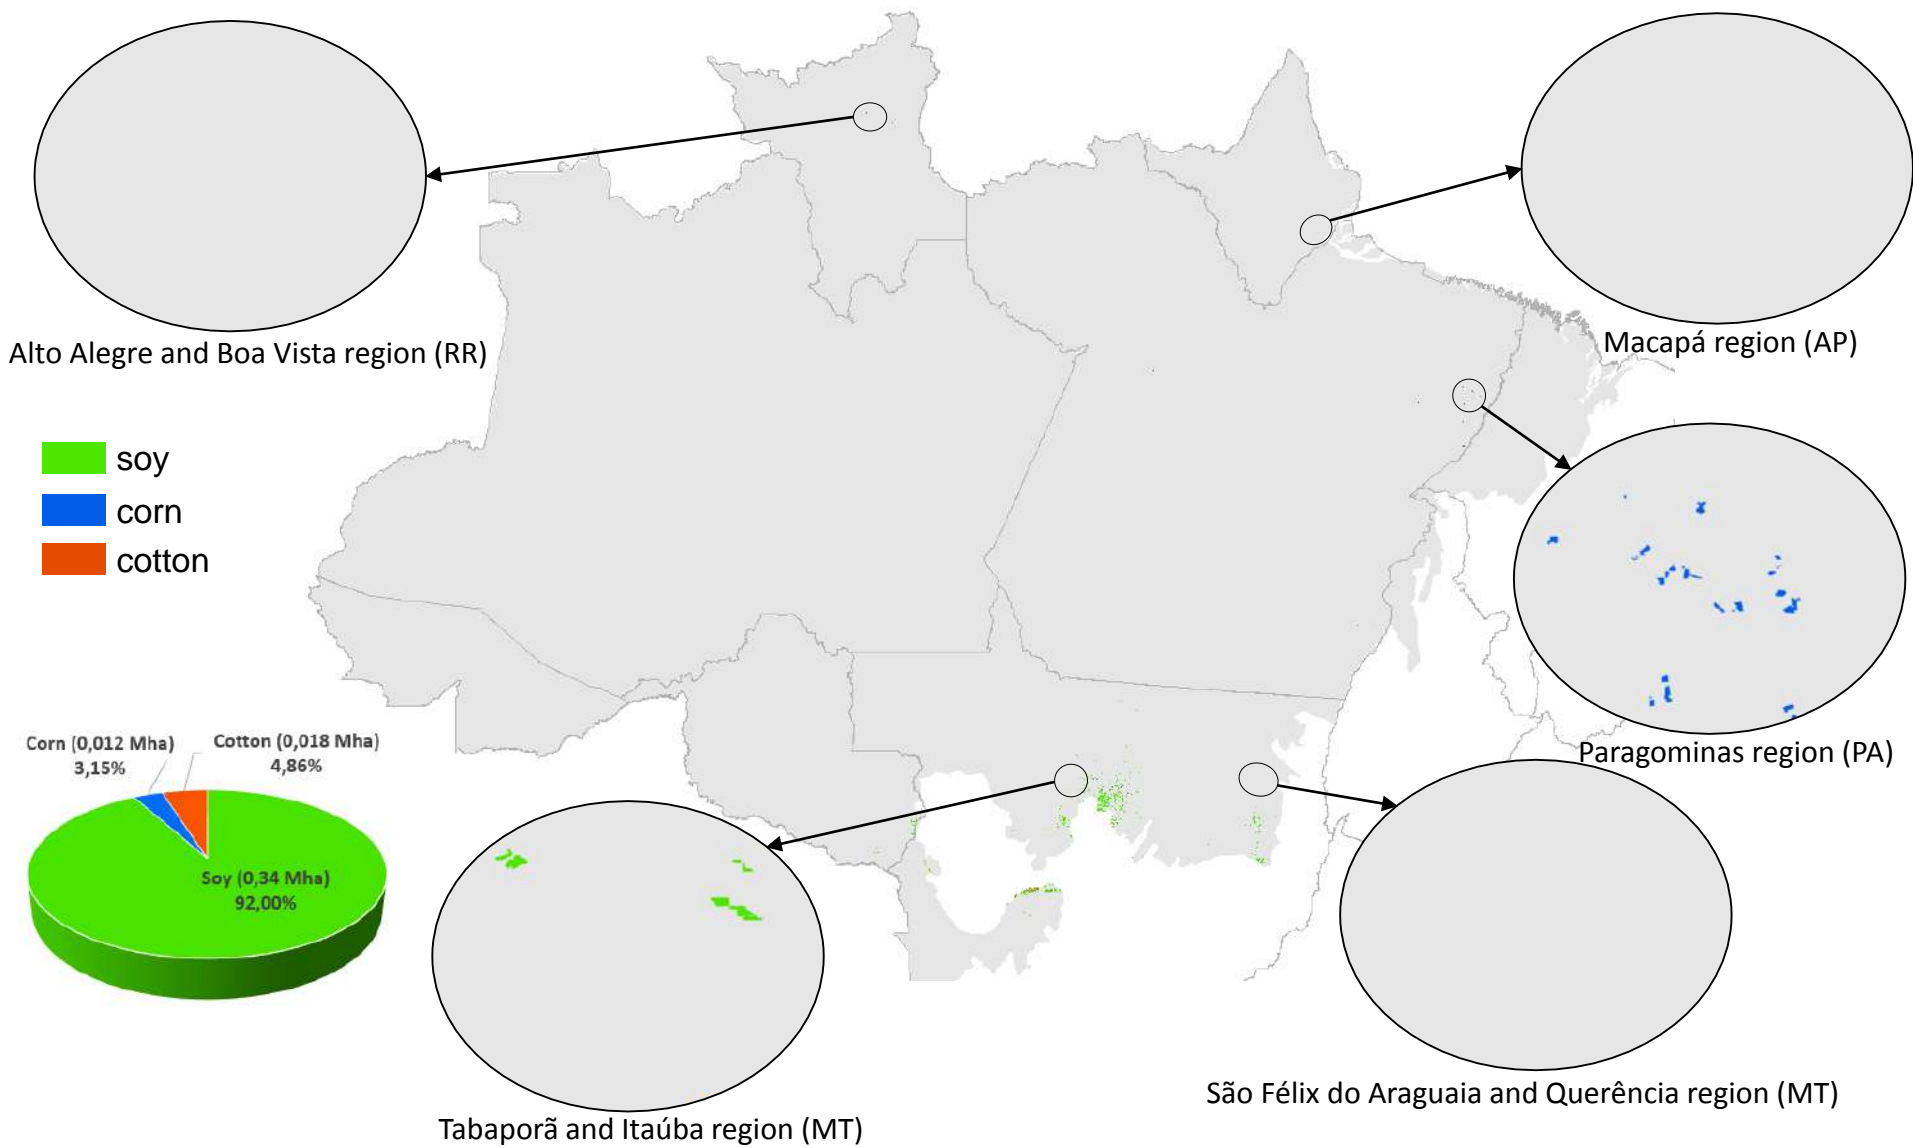 Alto Alegre and Boa Vista region (RR)
Macapá region (AP)
soy
corn
cotton
Paragominas region (PA)
Corn (0,012 Mha)
3,15%
Cotton (0,018 Mha)
4,86%
Soy (0,34 Mha)
92,00%
São Félix do Araguaia and Querência region (MT)
Tabaporã and Itaúba region (MT)